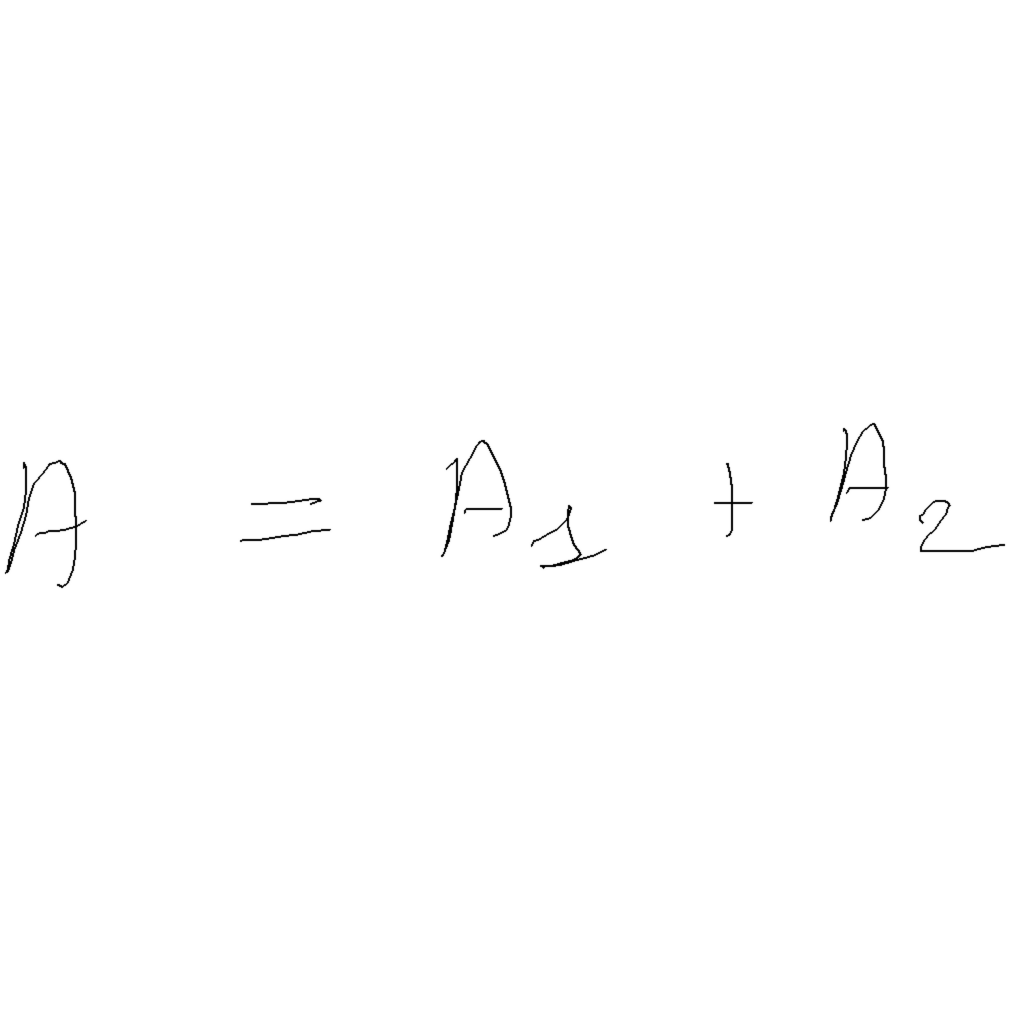 A = A₁ + A₂